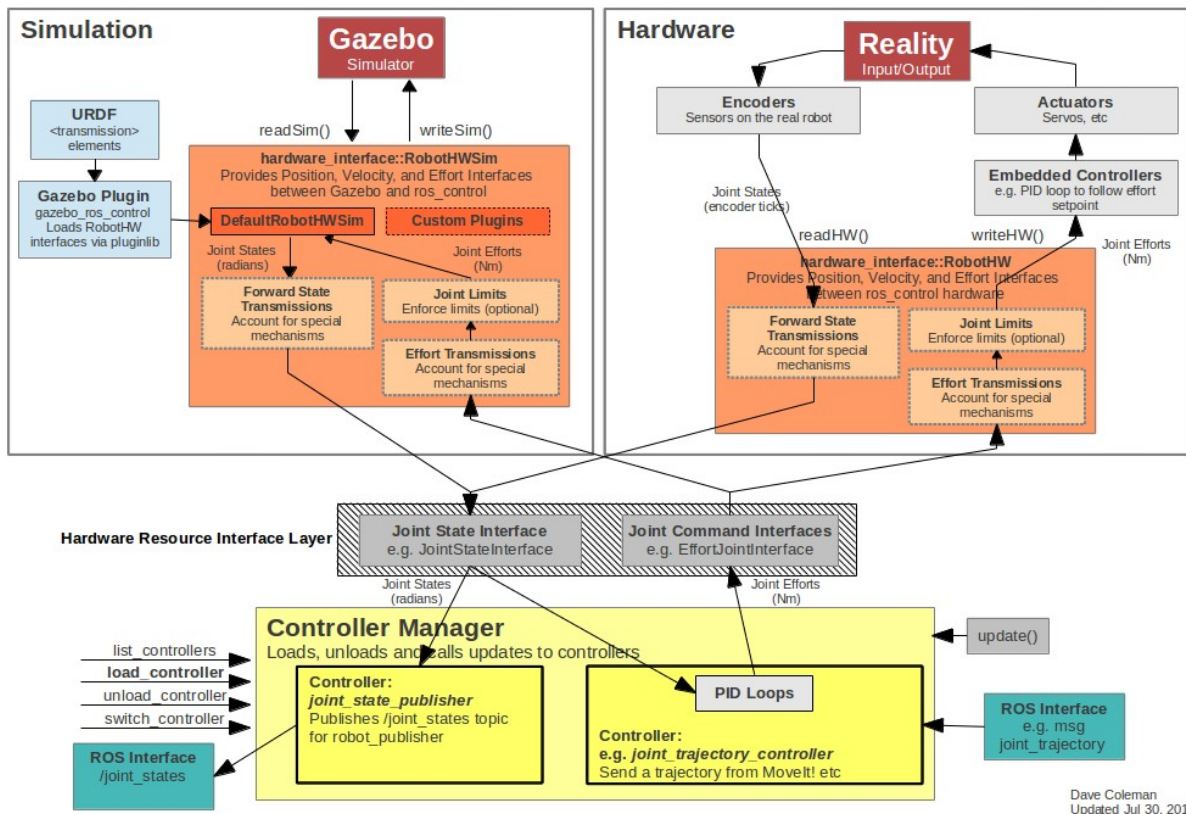 Simulation
Gazebo
Simulator
URDF
<transmission>
elements
readSim()
writeSim()
Gazebo Plugin
gazebo_ros_control
Loads RobotHW
interfaces via pluginlib
hardware_interface::RobotHWSim
Provides Position, Velocity, and Effort Interfaces
between Gazebo and ros_control
DefaultRobotHWSim
Custom Plugins
Joint States
(radians)
Joint Efforts
(Nm)
Forward State
Transmissions
Account for special
mechanisms
Joint Limits
Enforce limits (optional)
Effort Transmissions
Account for special
mechanisms
Hardware
Reality
Input/Output
Encoders
Sensors on the real robot
Actuators
Servos, etc
Embedded Controllers
e.g. PID loop to follow effort
setpoint
Joint States
(encoder ticks)
readHW()
writeHW()
Joint Efforts
(Nm)
hardware_interface::RobotHW
Provides Position, Velocity, and Effort Interfaces
between ros_control hardware
Forward State
Transmissions
Account for special
mechanisms
Joint Limits
Enforce limits (optional)
Effort Transmissions
Account for special
mechanisms
Hardware Resource Interface Layer
Joint State Interface
e.g. JointStateInterface
Joint Command Interfaces
e.g. EffortJointInterface
Joint States
(radians)
Joint Efforts
(Nm)
Controller Manager
Loads, unloads and calls updates to controllers
list_controllers
load_controller
unload_controller
switch_controller
update()
Controller:
joint_state_publisher
Publishes /joint_states topic
for robot_publisher
PID Loops
Controller:
e.g. joint_trajectory_controller
Send a trajectory from MoveIt! etc
ROS Interface
/joint_states
ROS Interface
e.g. msg
joint_trajectory
Dave Coleman
Updated Jul 30, 201